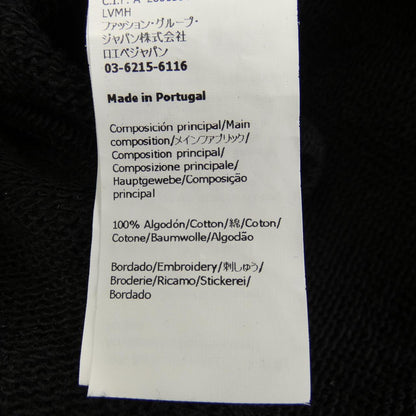 LVMH
ファッション・グループ・
ジャパン株式会社
ロエベジャパン
03-6215-6116
Made in Portugal
Composición principal/Main
composition/メインファブリック/
Composition principal/
Composizione principale/
Hauptgewebe/Composição
principal
100% Algodón/Cotton/綿/Coton/
Cotone/Baumwolle/Algodão
Bordado/Embroidery/刺しゅう/
Broderie/Ricamo/Stickerei/
Bordado